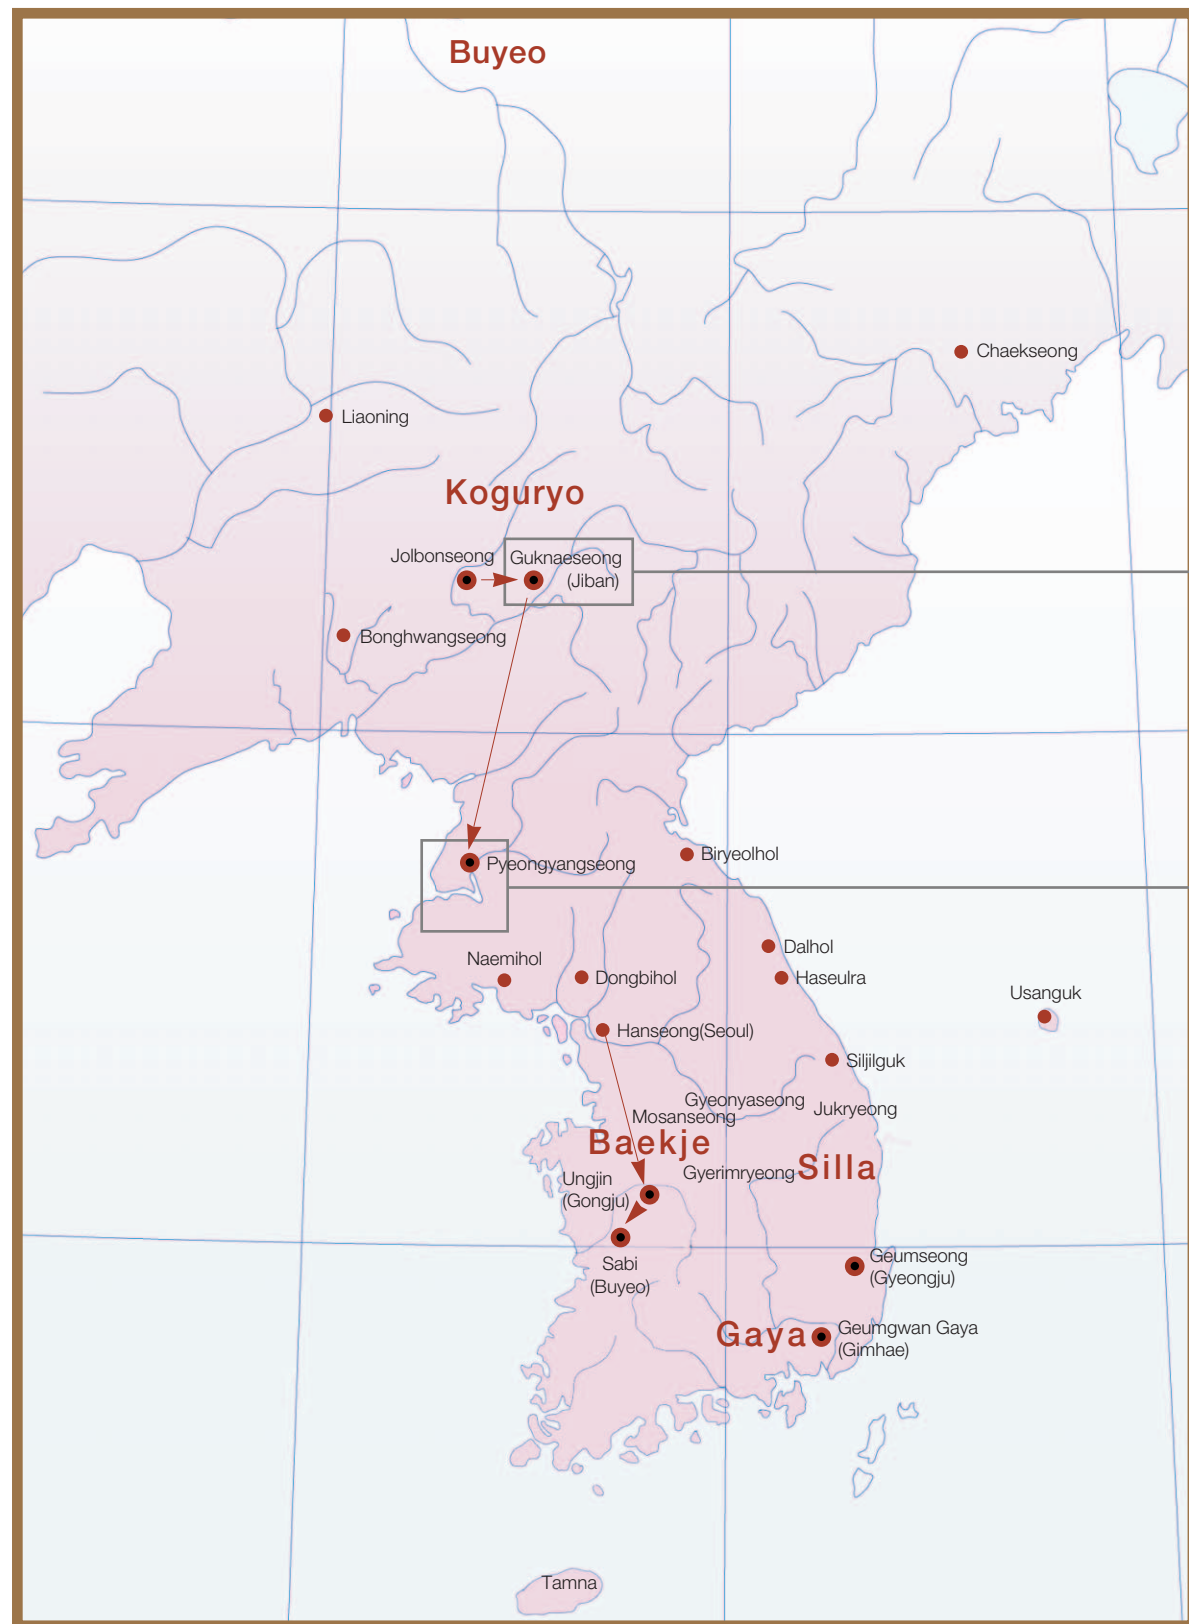 Buyeo
Chaekseong
Liaoning
Koguryo
Jolbonseong
Guknaeseong
(Jiban)
Bonghwangseong
Pyeongyangseong
Biryeolhol
Dalhol
Naemihol
Dongbihol
Haseulra
Usanguk
Hanseong(Seoul)
Siljilguk
Gyeonyaseong
Jukryeong
Mosanseong
Baekje
Silla
Gyerimryeong
Ungjin
(Gongju)
Sabi
(Buyeo)
Geumseong
(Gyeongju)
Gaya
Geumgwan Gaya
(Gimhae)
Tamna